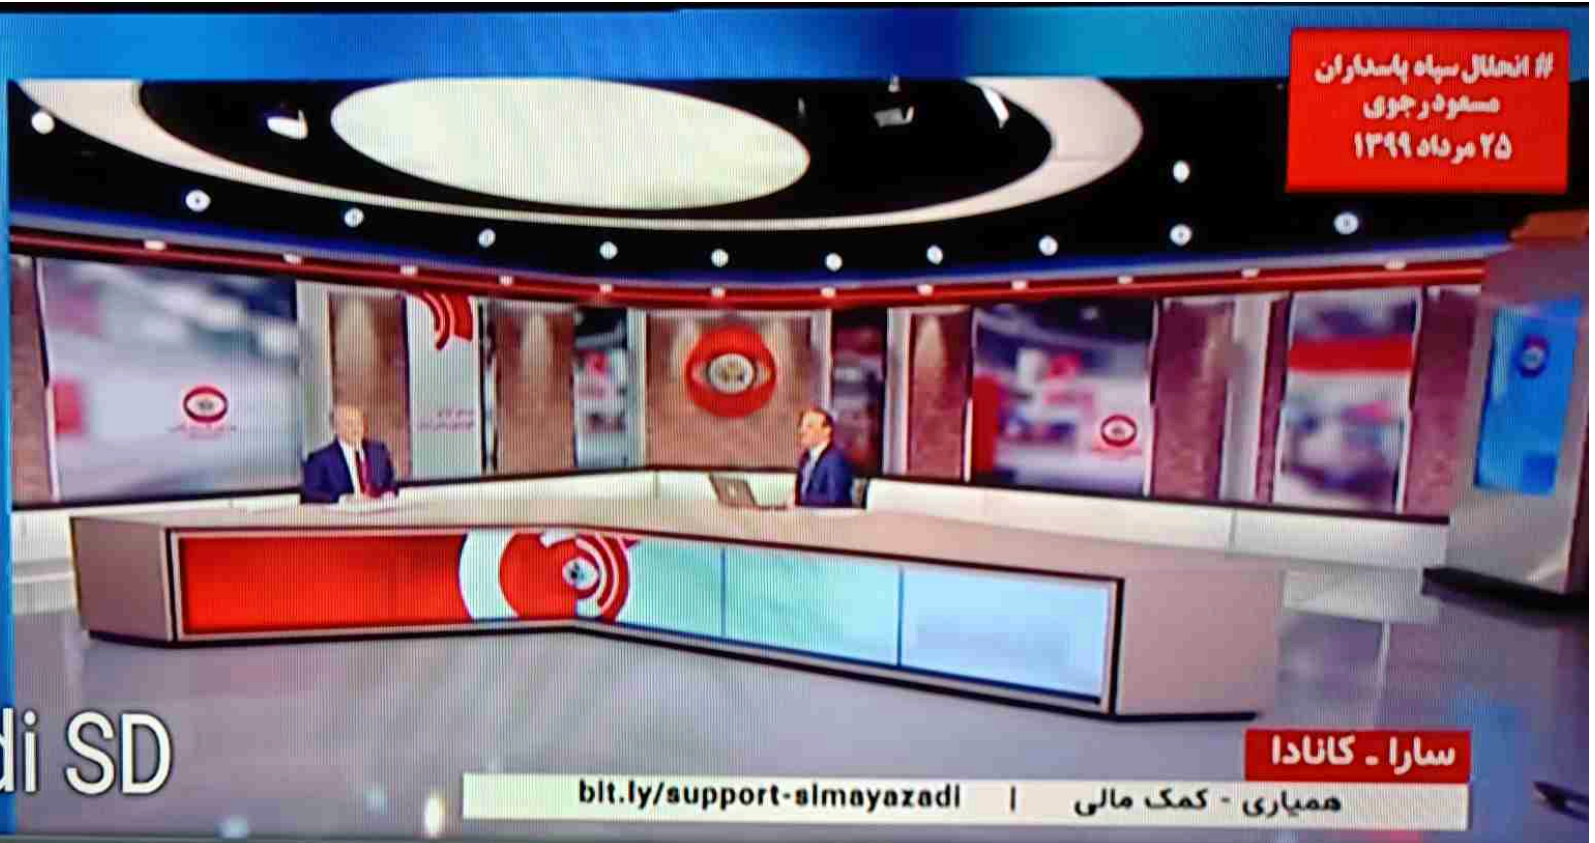 # انحلال سپاه پاسداران
مسعود رجوی
۲۵ مرداد ۱۳۹۹
سارا - کانادا
همیاری - کمک مالی | bit.ly/support-simayazadi
di SD